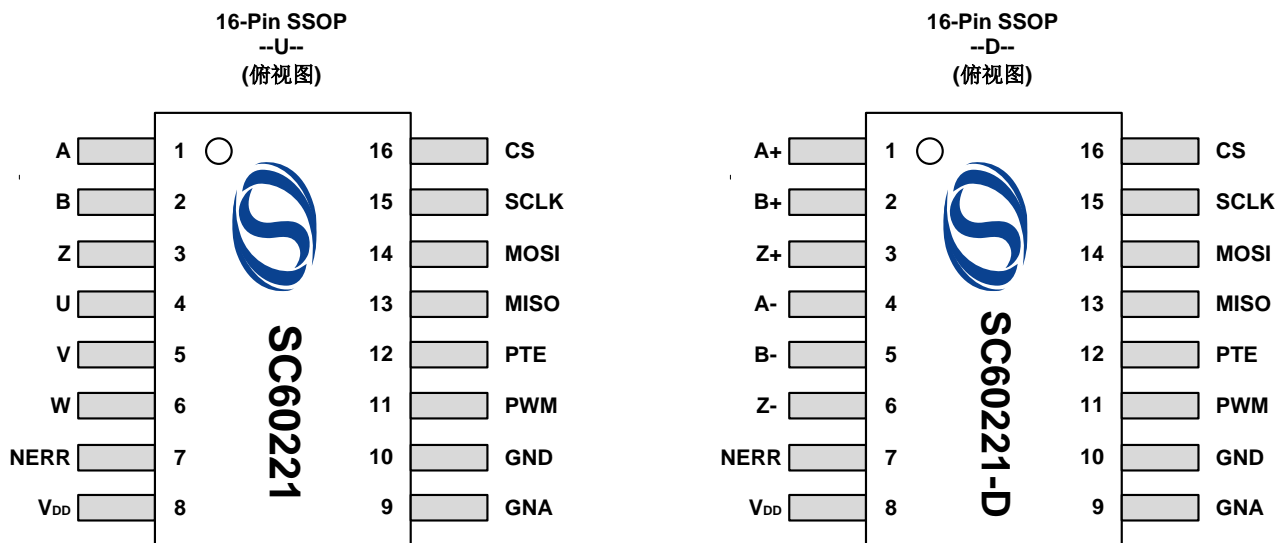 16-Pin SSOP
--U--
(俯视图)
A 1 16 CS
B 2 15 SCLK
Z 3 14 MOSI
U 4 13 MISO
V 5 12 PTE
W 6 11 PWM
NERR 7 10 GND
VDD 8 9 GNA
SC60221
16-Pin SSOP
--D--
(俯视图)
A+ 1 16 CS
B+ 2 15 SCLK
Z+ 3 14 MOSI
A- 4 13 MISO
B- 5 12 PTE
Z- 6 11 PWM
NERR 7 10 GND
VDD 8 9 GNA
SC60221-D